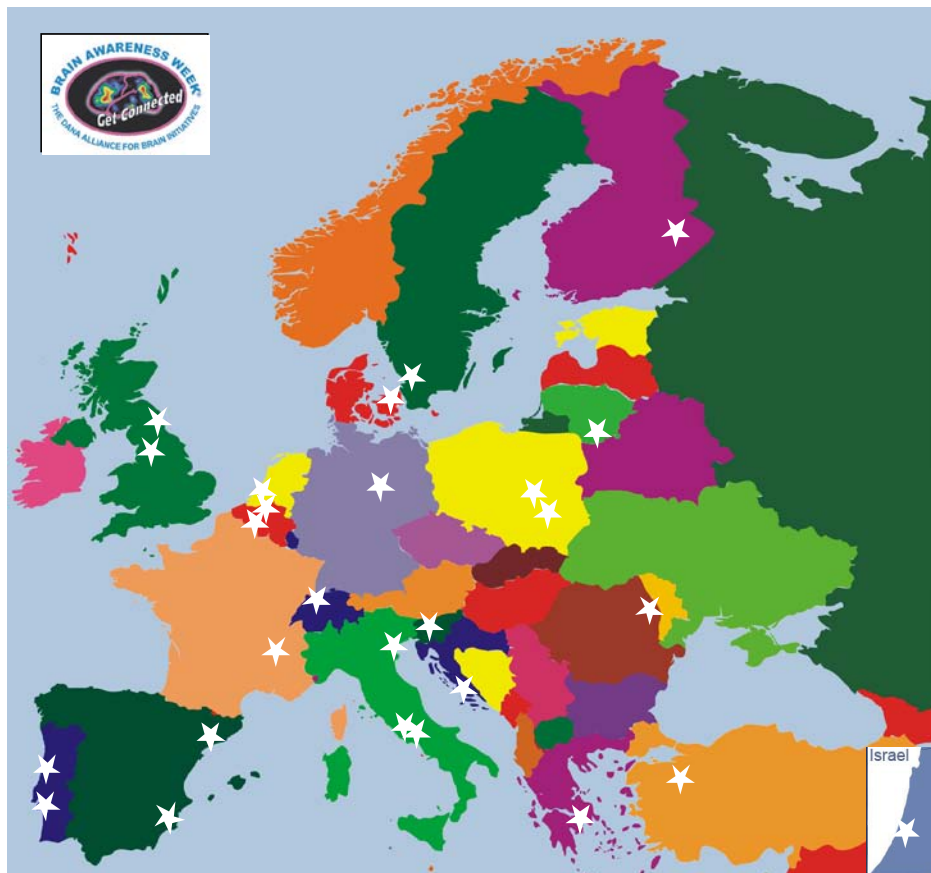 BRAIN AWARENESS WEEK®
Get Connected
THE DANA ALLIANCE FOR BRAIN INITIATIVES
Israel